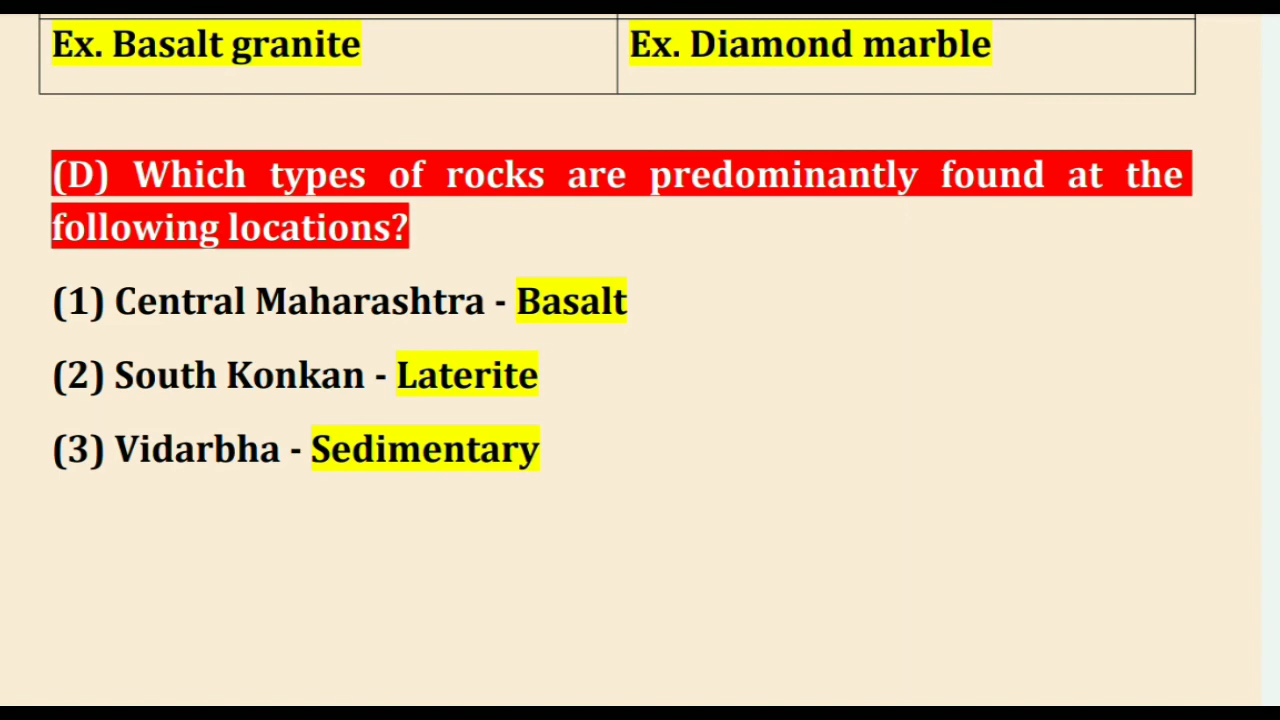 Ex. Basalt granite
Ex. Diamond marble
(D) Which types of rocks are predominantly found at the
following locations?
(1) Central Maharashtra - Basalt
(2) South Konkan - Laterite
(3) Vidarbha - Sedimentary